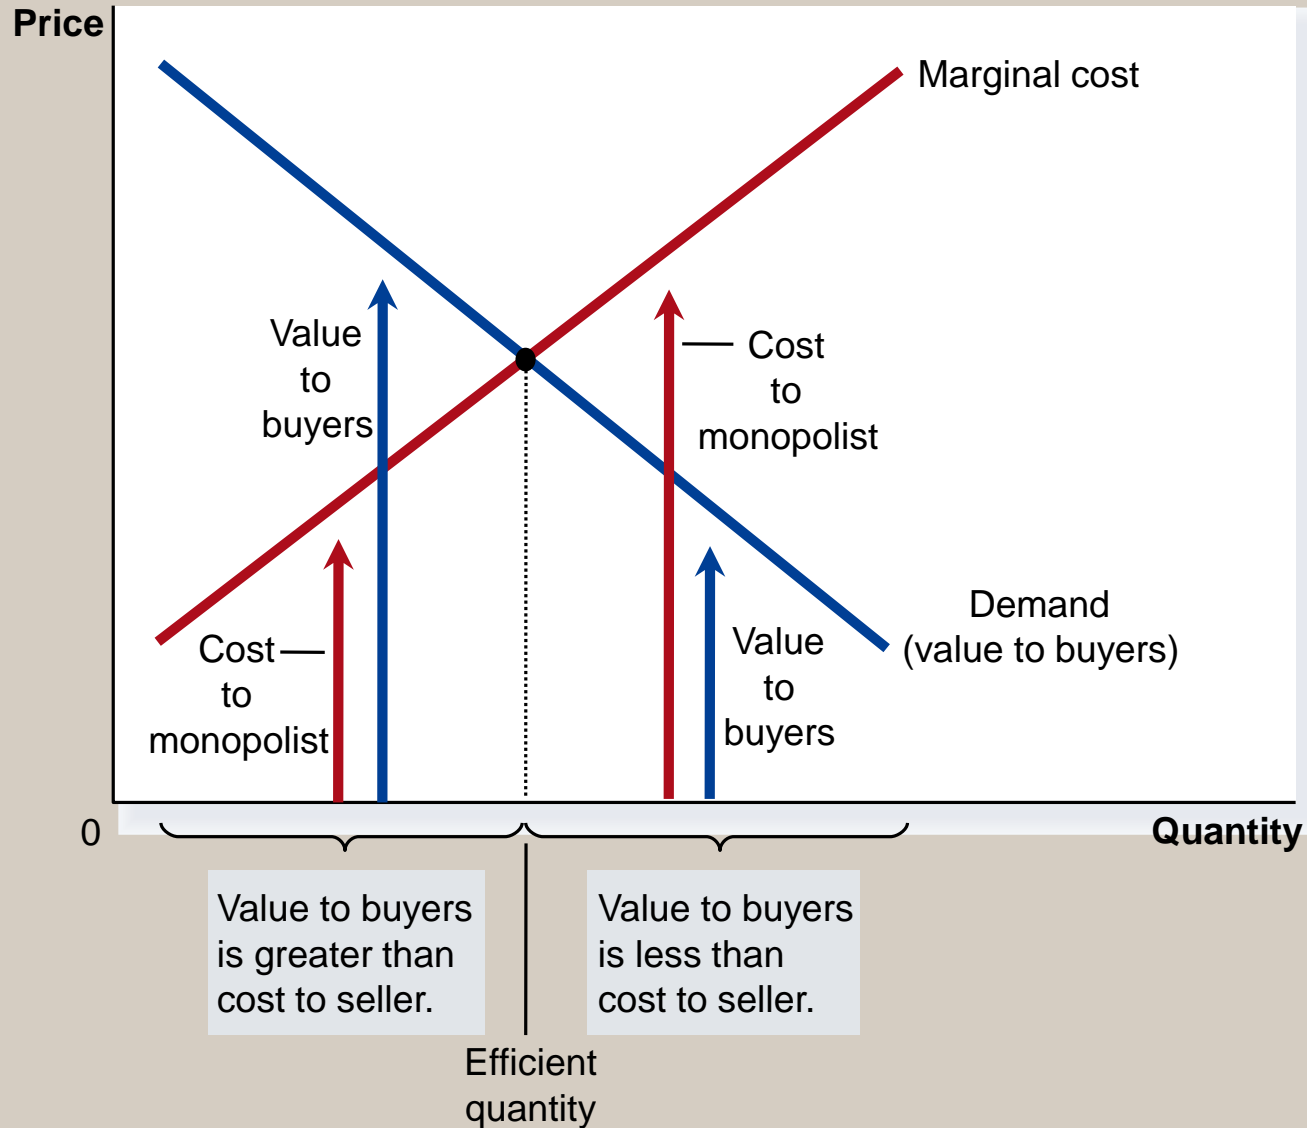 Price
Marginal cost
Value
to
buyers
Cost
to
monopolist
Demand
(value to buyers)
Cost
to
monopolist
Value
to
buyers
0
Quantity
Value to buyers
is greater than
cost to seller.
Value to buyers
is less than
cost to seller.
Efficient
quantity